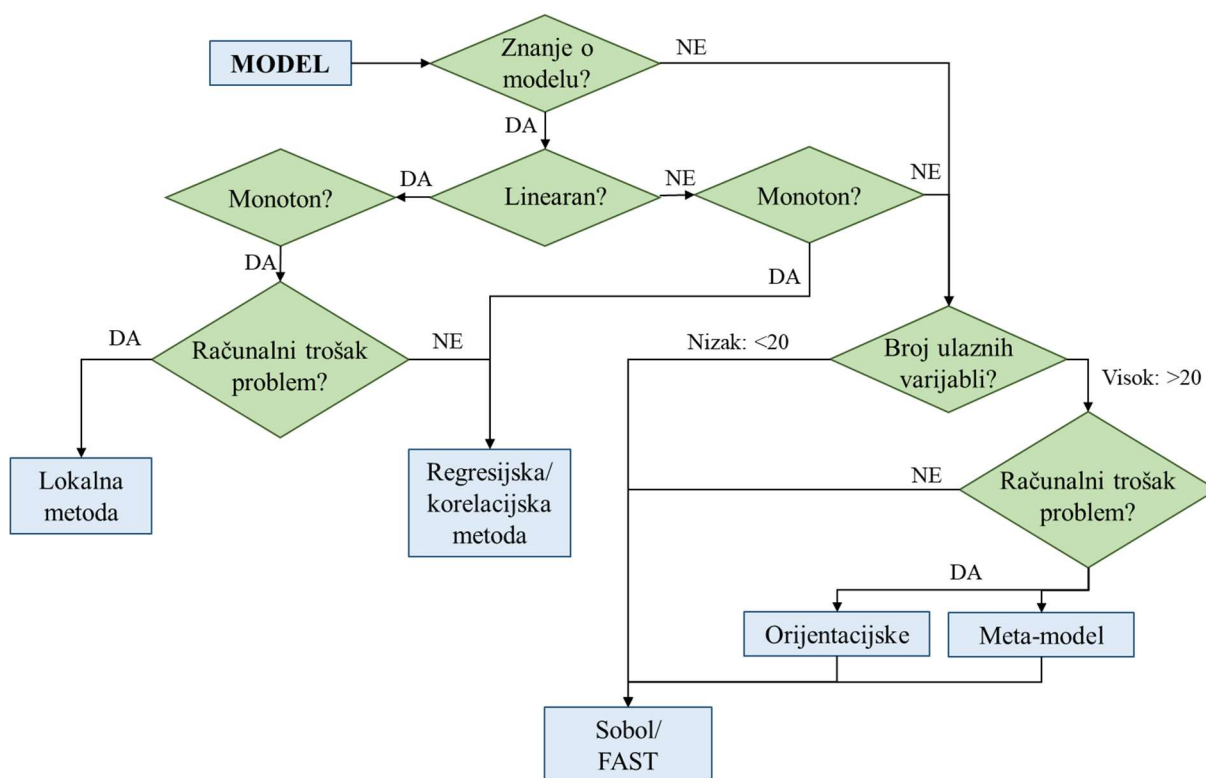 MODEL
Znanje o
modelu?
NE
DA
Monoton?
DA
Linearan?
NE
Monoton?
NE
DA
DA
DA
Računalni trošak
problem?
NE
Nizak: <20
Broj ulaznih
varijabli?
Visok: >20
Lokalna
metoda
Regresijska/
korelacijska
metoda
NE
Računalni trošak
problem?
DA
Orijentacijske
Meta-model
Sobol/
FAST